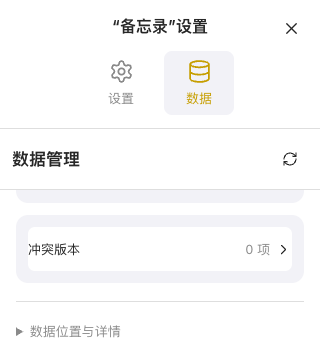 “备忘录”设置
设置
数据
数据管理
冲突版本
0 项
数据位置与详情